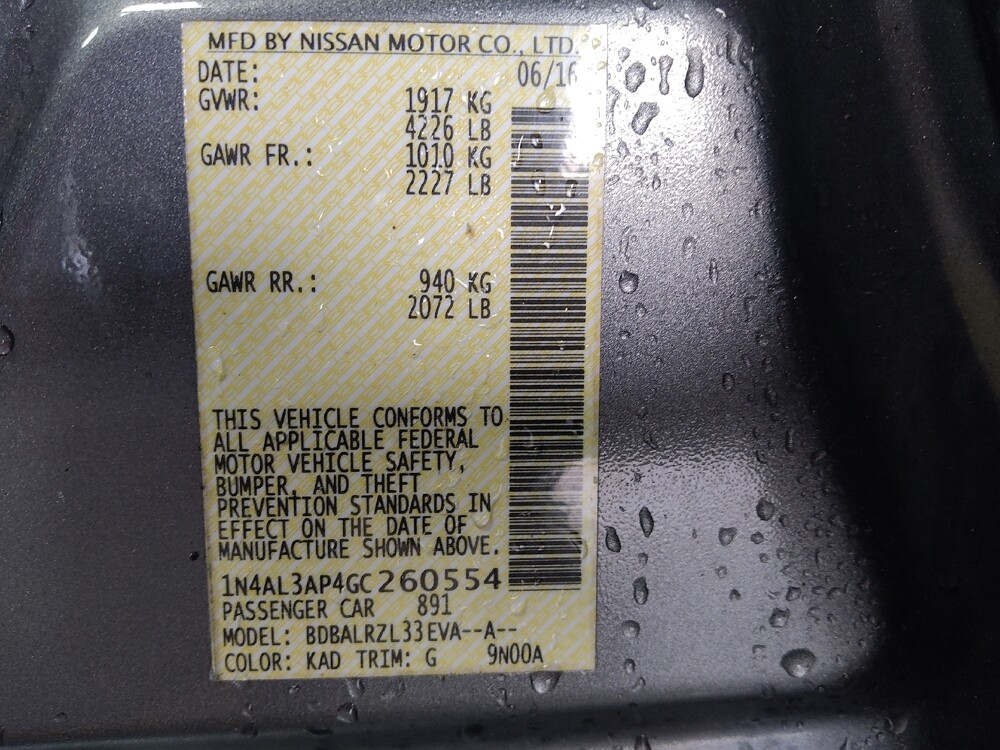 MFD BY NISSAN MOTOR CO., LTD.
DATE: 06/16
GVWR: 1917 KG
4226 LB
GAWR FR.: 1010 KG
2227 LB
GAWR RR.: 940 KG
2072 LB
THIS VEHICLE CONFORMS TO
ALL APPLICABLE FEDERAL
MOTOR VEHICLE SAFETY,
BUMPER, AND THEFT
PREVENTION STANDARDS IN
EFFECT ON THE DATE OF
MANUFACTURE SHOWN ABOVE.
1N4AL3AP4GC260554
PASSENGER CAR 891
MODEL: BDBALRZL33EVA--A--
COLOR: KAD TRIM: G 9N00A